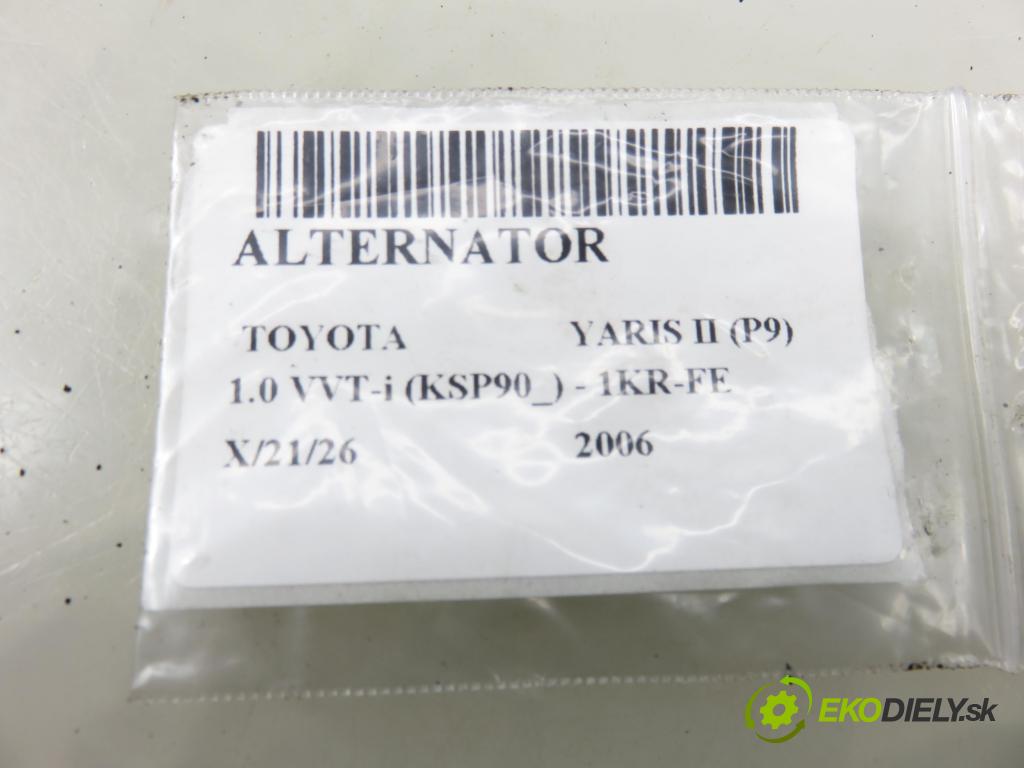 ALTERNATOR
TOYOTA YARIS II (P9)
1.0 VVT-i (KSP90_) - 1KR-FE
X/21/26 2006
EKODIELY.sk